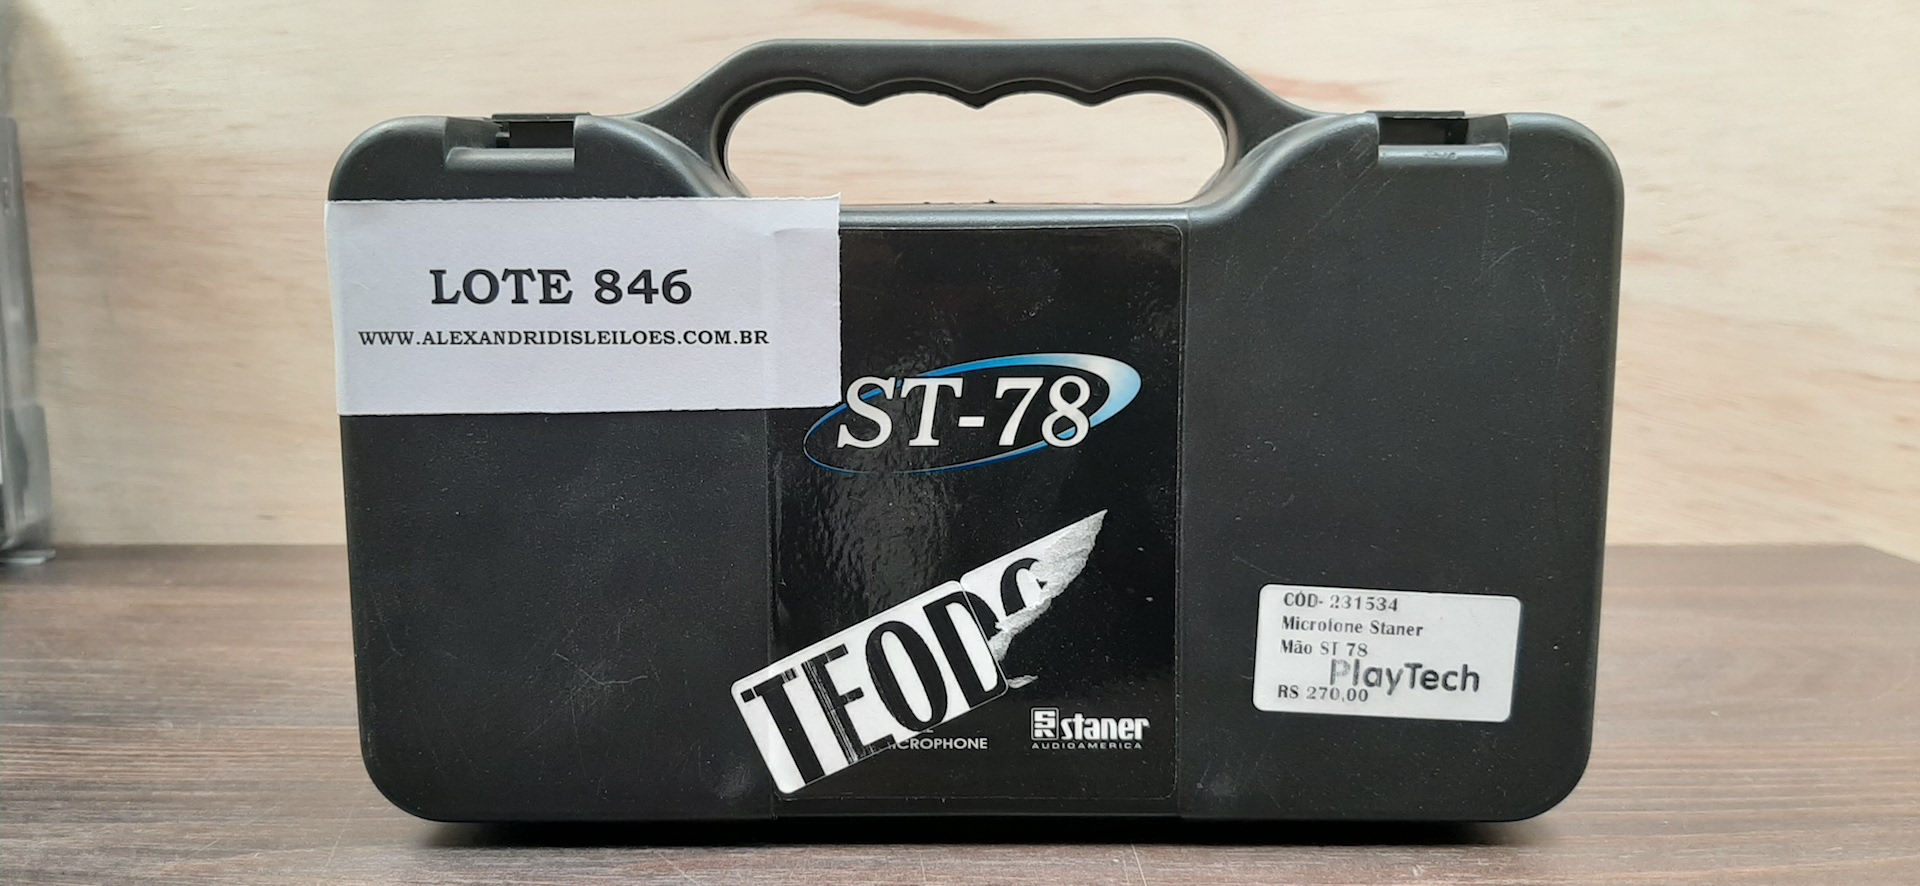 LOTE 846
WWW.ALEXANDRIDISLEILOES.COM.BR
ST-78
TEOD
MICROPHONE
staner
AUDIOAMERICA
CÓD- 231534
Microfone Staner
Mão ST 78
PlayTech
RS 270,00